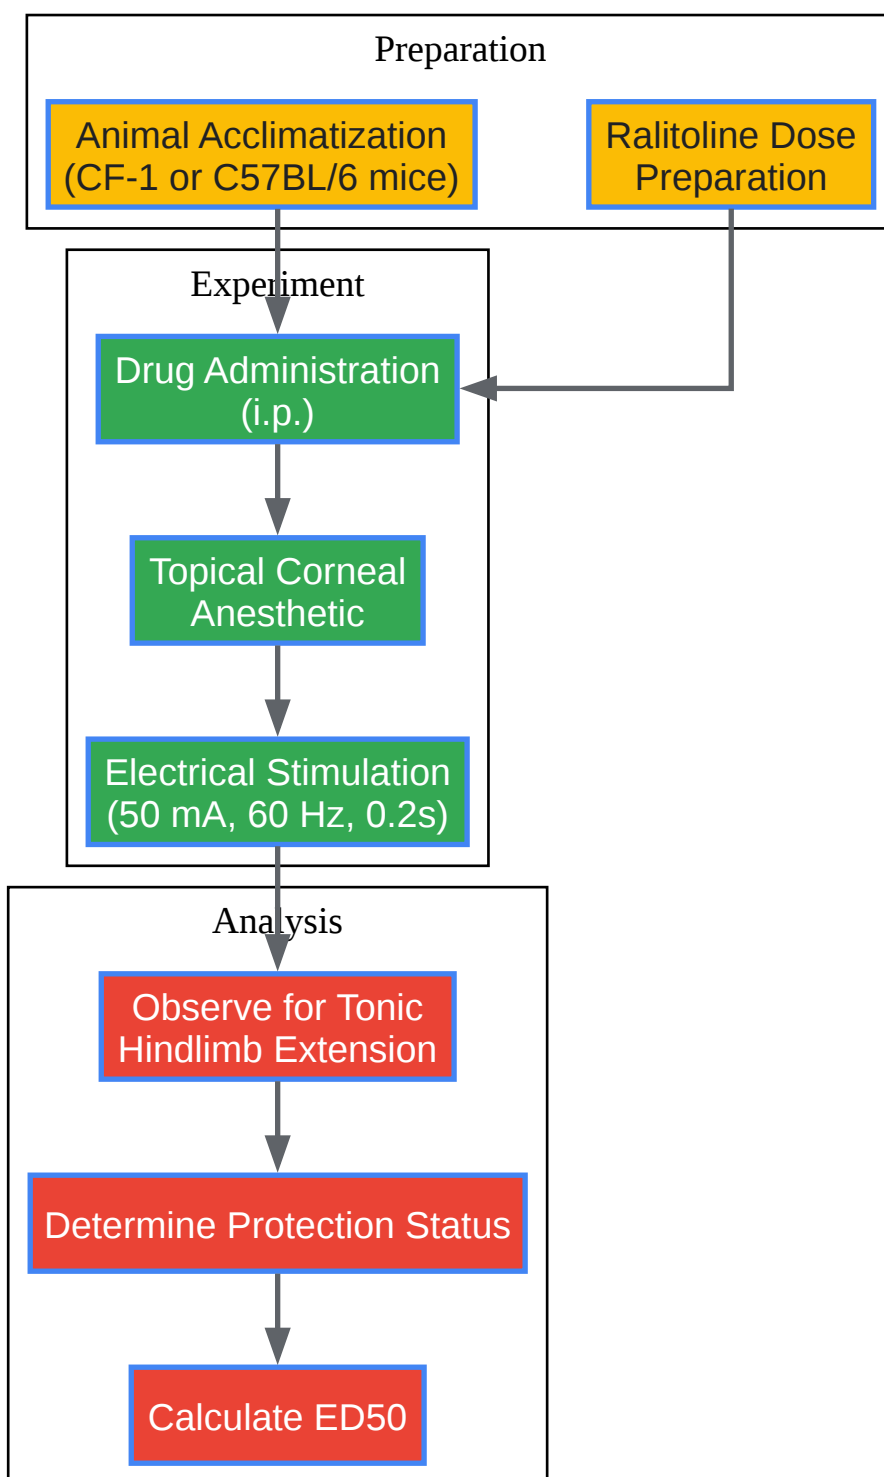 Preparation
Animal Acclimatization
(CF-1 or C57BL/6 mice)
Ralitoline Dose
Preparation
Experiment
Drug Administration
(i.p.)
Topical Corneal
Anesthetic
Electrical Stimulation
(50 mA, 60 Hz, 0.2s)
Analysis
Observe for Tonic
Hindlimb Extension
Determine Protection Status
Calculate ED50